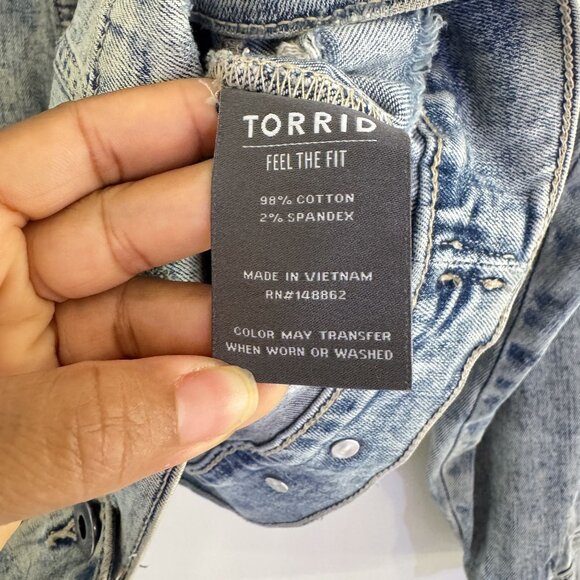 TORRID
FEEL THE FIT
98% COTTON
2% SPANDEX
MADE IN VIETNAM
RN#148862
COLOR MAY TRANSFER
WHEN WORN OR WASHED